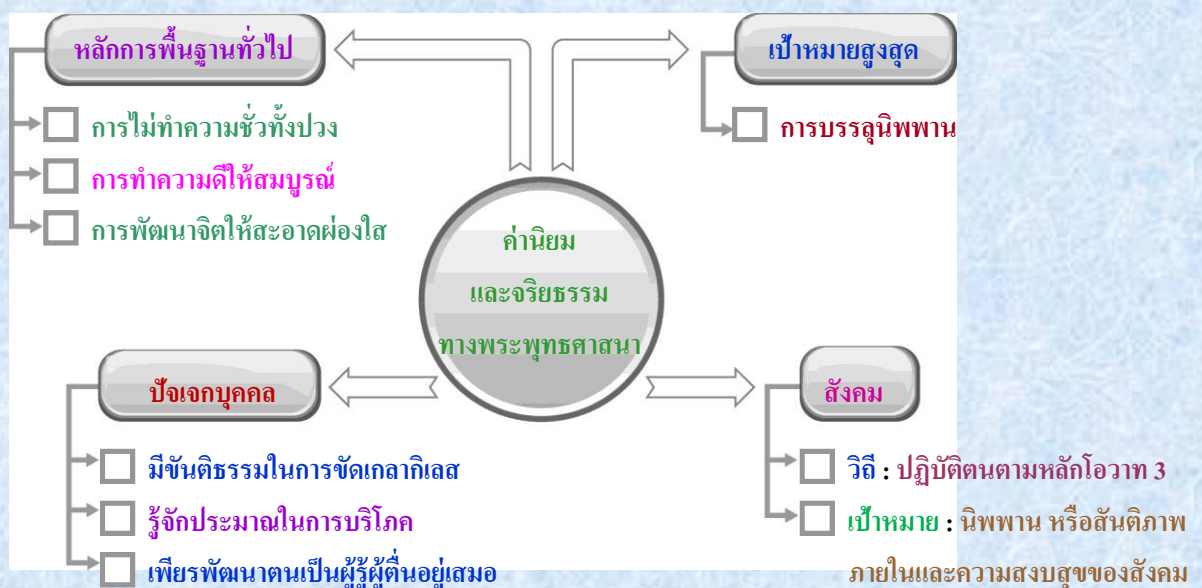 หลักการพื้นฐานทั่วไป
การไม่ทำความชั่วทั้งปวง
การทำความดีให้สมบูรณ์
การพัฒนาจิตให้สะอาดผ่องใส
เป้าหมายสูงสุด
การบรรลุนิพพาน
ค่านิยม
และจริยธรรม
ทางพระพุทธศาสนา
ปัจเจกบุคคล
มีขันติธรรมในการขัดเกลากิเลส
รู้จักประมาณในการบริโภค
เพียรพัฒนาตนเป็นผู้รู้ผู้ตื่นอยู่เสมอ
สังคม
วิถี : ปฏิบัติตนตามหลักโอวาท 3
เป้าหมาย : นิพพาน หรือสันติภาพ
ภายในและความสงบสุขของสังคม